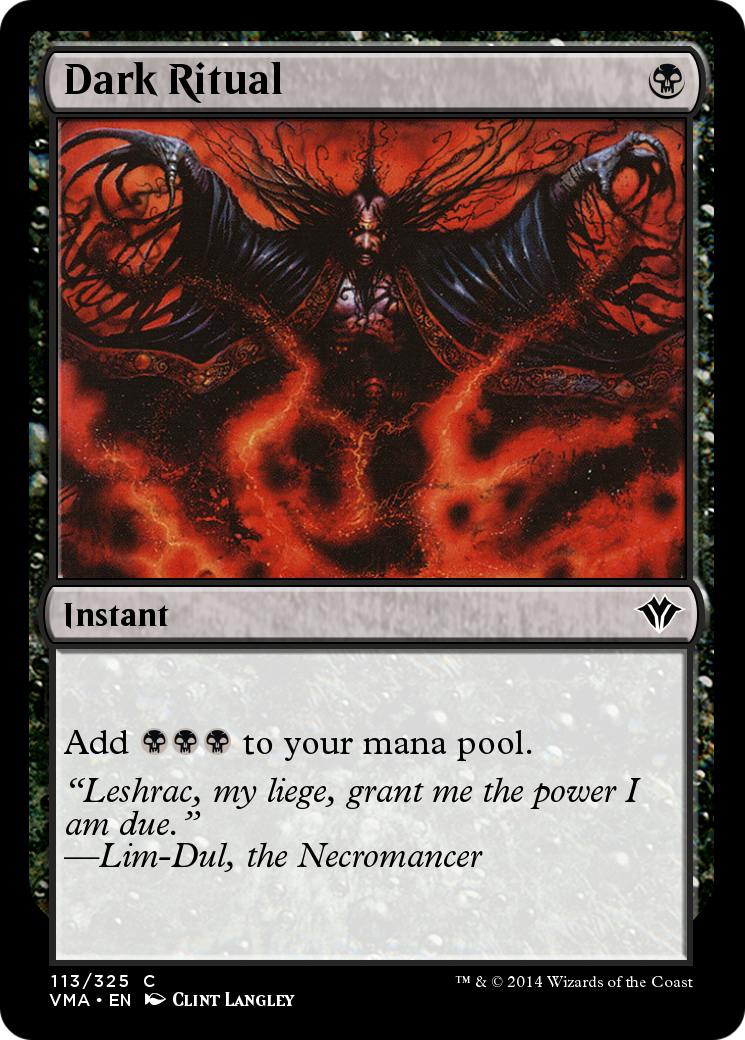 Dark Ritual
Instant
Add to your mana pool.
“Leshrac, my liege, grant me the power I
am due.”
—Lim-Dul, the Necromancer
113/325 C
™ & © 2014 Wizards of the Coast
VMA • EN Clint Langley